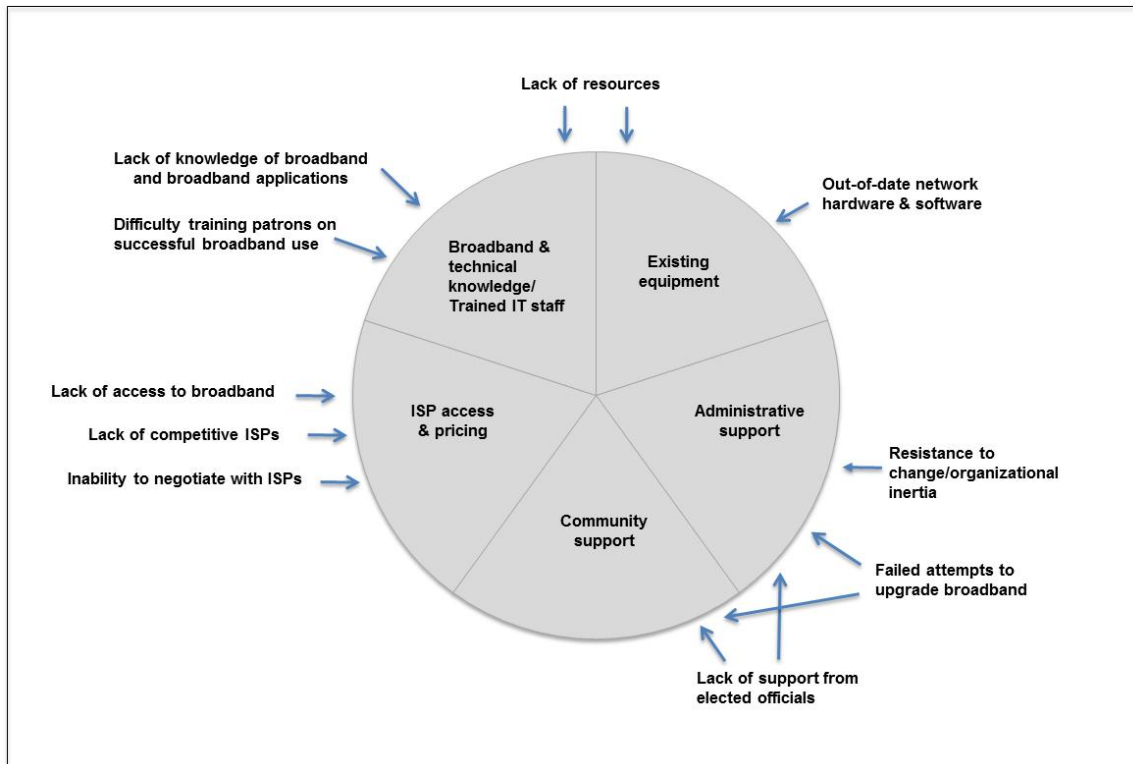 Lack of resources
Lack of knowledge of broadband
and broadband applications
Out-of-date network
hardware & software
Difficulty training patrons on
successful broadband use
Broadband &
technical
knowledge/
Trained IT staff
Existing
equipment
Lack of access to broadband
Lack of competitive ISPs
Inability to negotiate with ISPs
ISP access
& pricing
Administrative
support
Resistance to
change/organizational
inertia
Community
support
Failed attempts to
upgrade broadband
Lack of support from
elected officials